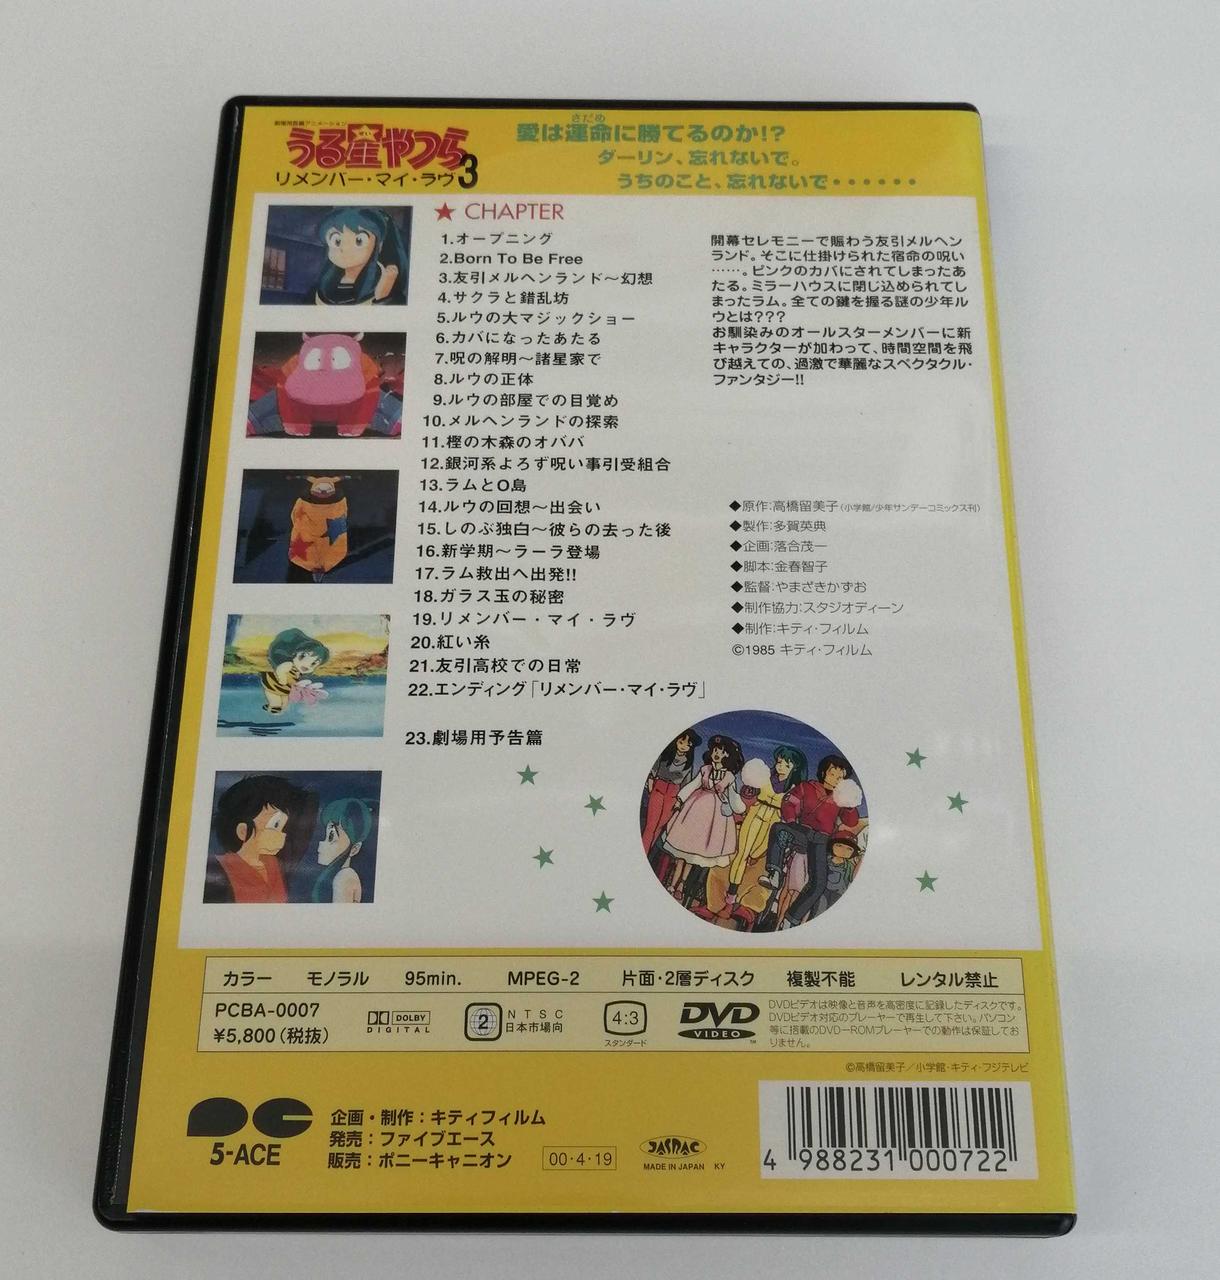 劇場用長編アニメーション
うる星やつら3
リメンバー・マイ・ラヴ
さだめ
愛は運命に勝てるのか!?
ダーリン、忘れないで。
うちのこと、忘れないで・・・・・・
★ CHAPTER
1.オープニング
2.Born To Be Free
3.友引メルヘンランド～幻想
4.サクラと錯乱坊
5.ルウの大マジックショー
6.カバになったあたる
7.呪の解明～諸星家で
8.ルウの正体
9.ルウの部屋での目覚め
10.メルヘンランドの探索
11.樫の木森のオババ
12.銀河系よろず呪い事引受組合
13.ラムとO島
14.ルウの回想～出会い
15.しのぶ独白～彼らの去った後
16.新学期～ラーラ登場
17.ラム救出へ出発!!
18.ガラス玉の秘密
19.リメンバー・マイ・ラヴ
20.紅い糸
21.友引高校での日常
22.エンディング「リメンバー・マイ・ラヴ」
23.劇場用予告篇
開幕セレモニーで賑わう友引メルヘン
ランド。そこに仕掛けられた宿命の呪い
……。ピンクのカバにされてしまったあ
たる。ミラーハウスに閉じ込められてし
まったラム。全ての鍵を握る謎の少年ル
ウとは???
お馴染みのオールスターメンバーに新
キャラクターが加わって、時間空間を飛
び越えての、過激で華麗なスペクタクル・
ファンタジー!!
◆原作:高橋留美子(小学館/少年サンデーコミックス刊)
◆製作:多賀英典
◆企画:落合茂一
◆脚本:金春智子
◆監督:やまざきかずお
◆制作協力:スタジオディーン
◆制作:キティ・フィルム
©1985 キティ・フィルム
カラー モノラル 95min. MPEG-2 片面・2層ディスク 複製不能 レンタル禁止
PCBA-0007
¥5,800(税抜)
DOLBY
DIGITAL
2
NTSC
日本市場向
4:3
スタンダード
DVD
VIDEO
TM
DVDビデオは映像と音声を高密度に記録したディスクです。
DVDビデオ対応のプレーヤーで再生して下さい。パソコン
等に搭載のDVD-ROMプレーヤーでの動作は保証してお
りません。
©高橋留美子/小学館・キティ・フジテレビ
PC
5-ACE
企画・制作：キティフィルム
発売：ファイブエース
販売：ポニーキャニオン
00・4・19
JASRAC
MADE IN JAPAN KY
4 988231 000722